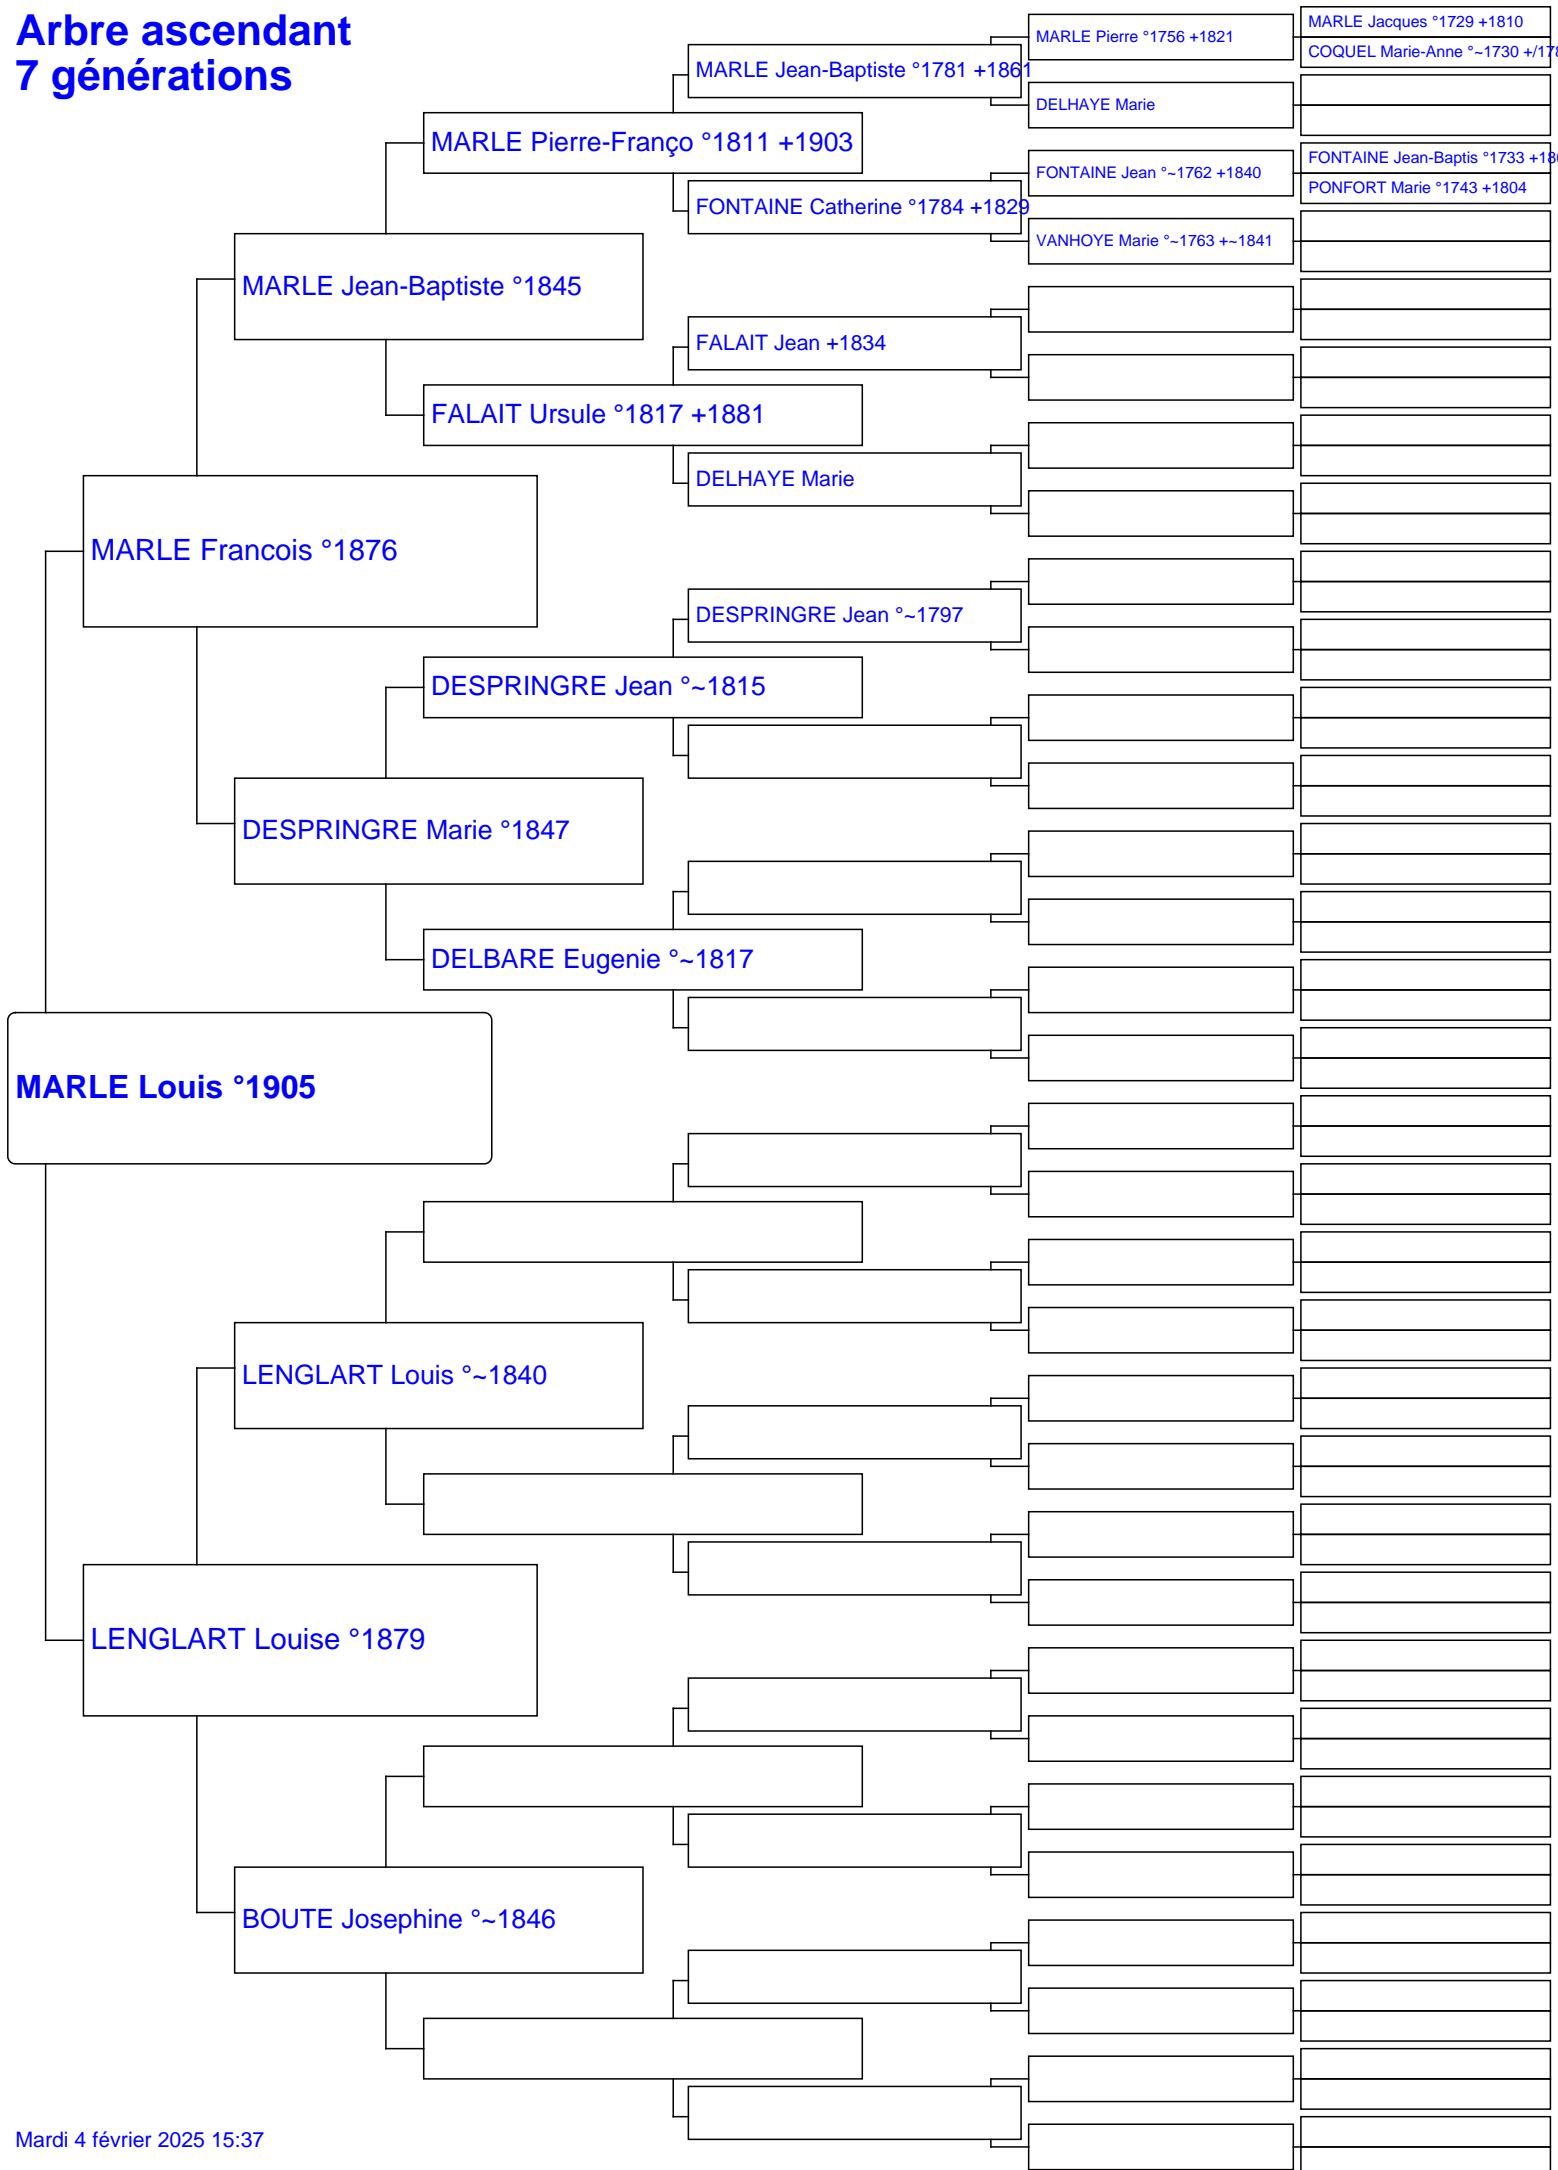 Arbre ascendant
7 générations
MARLE Jacques °1729 +1810
MARLE Pierre °1756 +1821
COQUEL Marie-Anne °~1730 +/178
MARLE Jean-Baptiste °1781 +1861
DELHAYE Marie
MARLE Pierre-Franço °1811 +1903
FONTAINE Jean-Baptis °1733 +180
FONTAINE Jean °~1762 +1840
PONFORT Marie °1743 +1804
FONTAINE Catherine °1784 +1829
VANHOYE Marie °~1763 +~1841
MARLE Jean-Baptiste °1845
FALAIT Jean +1834
FALAIT Ursule °1817 +1881
DELHAYE Marie
MARLE Francois °1876
DESPRINGRE Jean °~1797
DESPRINGRE Jean °~1815
DESPRINGRE Marie °1847
DELBARE Eugenie °~1817
MARLE Louis °1905
LENGLART Louis °~1840
LENGLART Louise °1879
BOUTE Josephine °~1846
Mardi 4 février 2025 15:37